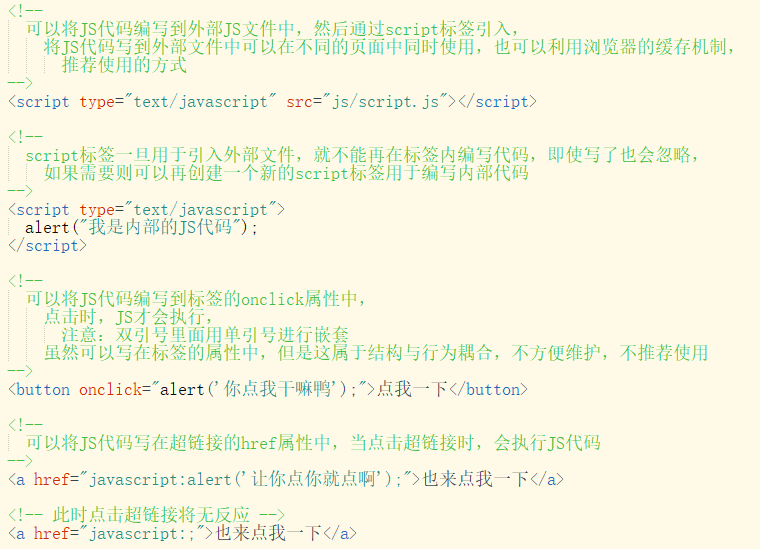 <!--
可以将JS代码编写到外部JS文件中，然后通过script标签引入，
将JS代码写到外部文件中可以在不同的页面中同时使用，也可以利用浏览器的缓存机制，
推荐使用的方式
-->
<script type="text/javascript" src="js/script.js"></script>
<!--
script标签一旦用于引入外部文件，就不能再在标签内编写代码，即使写了也会忽略，
如果需要则可以再创建一个新的script标签用于编写内部代码
-->
<script type="text/javascript">
alert("我是内部的JS代码");
</script>
<!--
可以将JS代码编写到标签的onclick属性中，
点击时，JS才会执行，
注意：双引号里面用单引号进行嵌套
虽然可以写在标签的属性中，但是这属于结构与行为耦合，不方便维护，不推荐使用
-->
<button onclick="alert('你点我干嘛鸭');">点我一下</button>
<!--
可以将JS代码写在超链接的href属性中，当点击超链接时，会执行JS代码
-->
<a href="javascript:alert('让你点你就点啊');">也来点我一下</a>
<!-- 此时点击超链接将无反应 -->
<a href="javascript:;">也来点我一下</a>